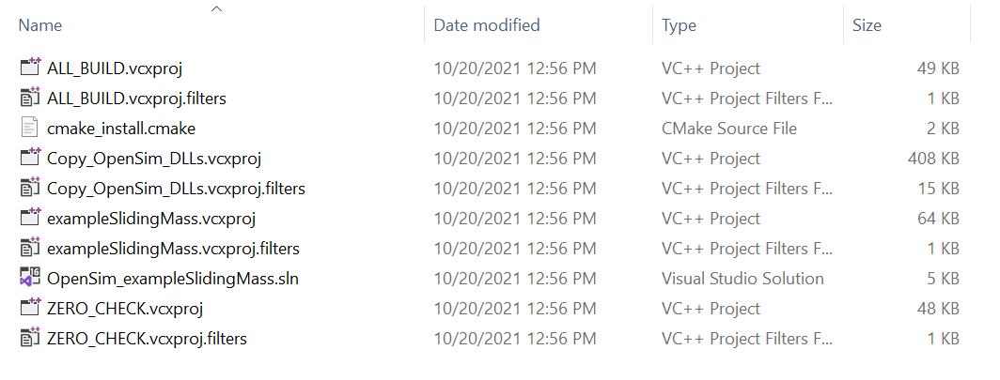 Name Date modified Type Size
ALL_BUILD.vcxproj 10/20/2021 12:56 PM VC++ Project 49 KB
ALL_BUILD.vcxproj.filters 10/20/2021 12:56 PM VC++ Project Filters F... 1 KB
cmake_install.cmake 10/20/2021 12:56 PM CMake Source File 2 KB
Copy_OpenSim_DLLs.vcxproj 10/20/2021 12:56 PM VC++ Project 408 KB
Copy_OpenSim_DLLs.vcxproj.filters 10/20/2021 12:56 PM VC++ Project Filters F... 15 KB
exampleSlidingMass.vcxproj 10/20/2021 12:56 PM VC++ Project 64 KB
exampleSlidingMass.vcxproj.filters 10/20/2021 12:56 PM VC++ Project Filters F... 1 KB
OpenSim_exampleSlidingMass.sln 10/20/2021 12:56 PM Visual Studio Solution 5 KB
ZERO_CHECK.vcxproj 10/20/2021 12:56 PM VC++ Project 48 KB
ZERO_CHECK.vcxproj.filters 10/20/2021 12:56 PM VC++ Project Filters F... 1 KB